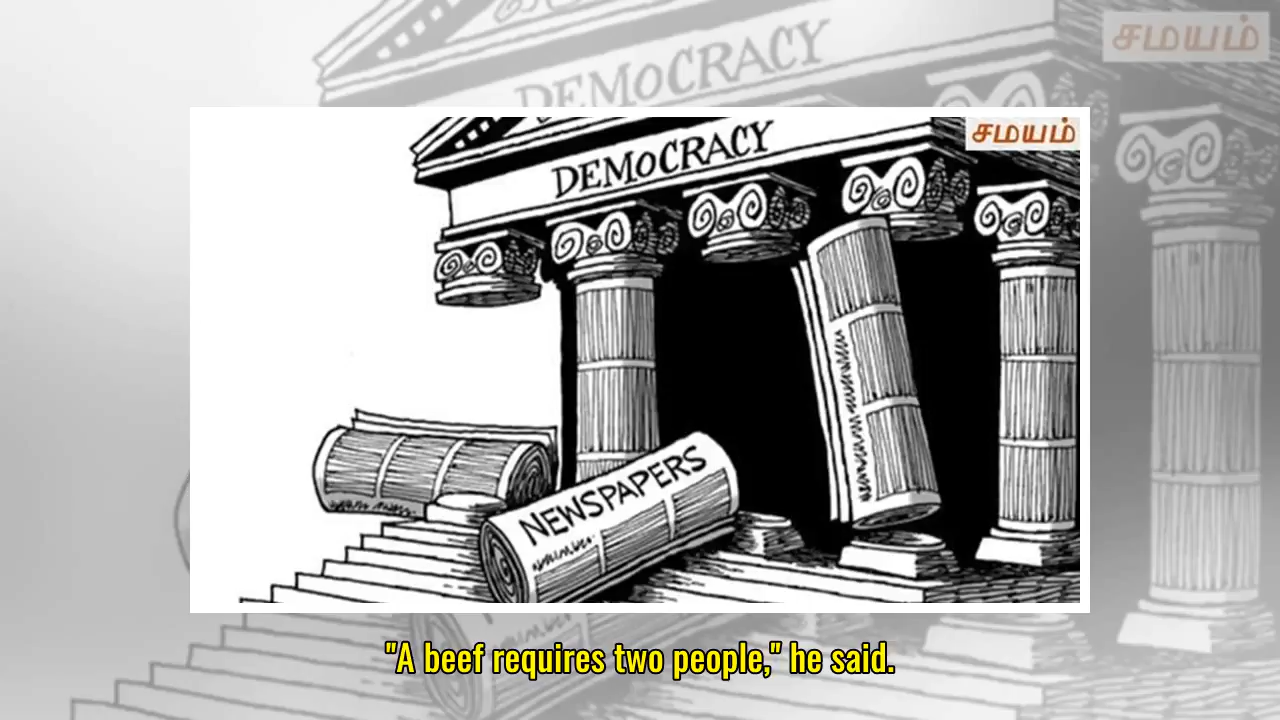 சமயம்
DEMOCRACY
DEMOCRACY
சமயம்
NEWSPAPERS
"A beef requires two people," he said.